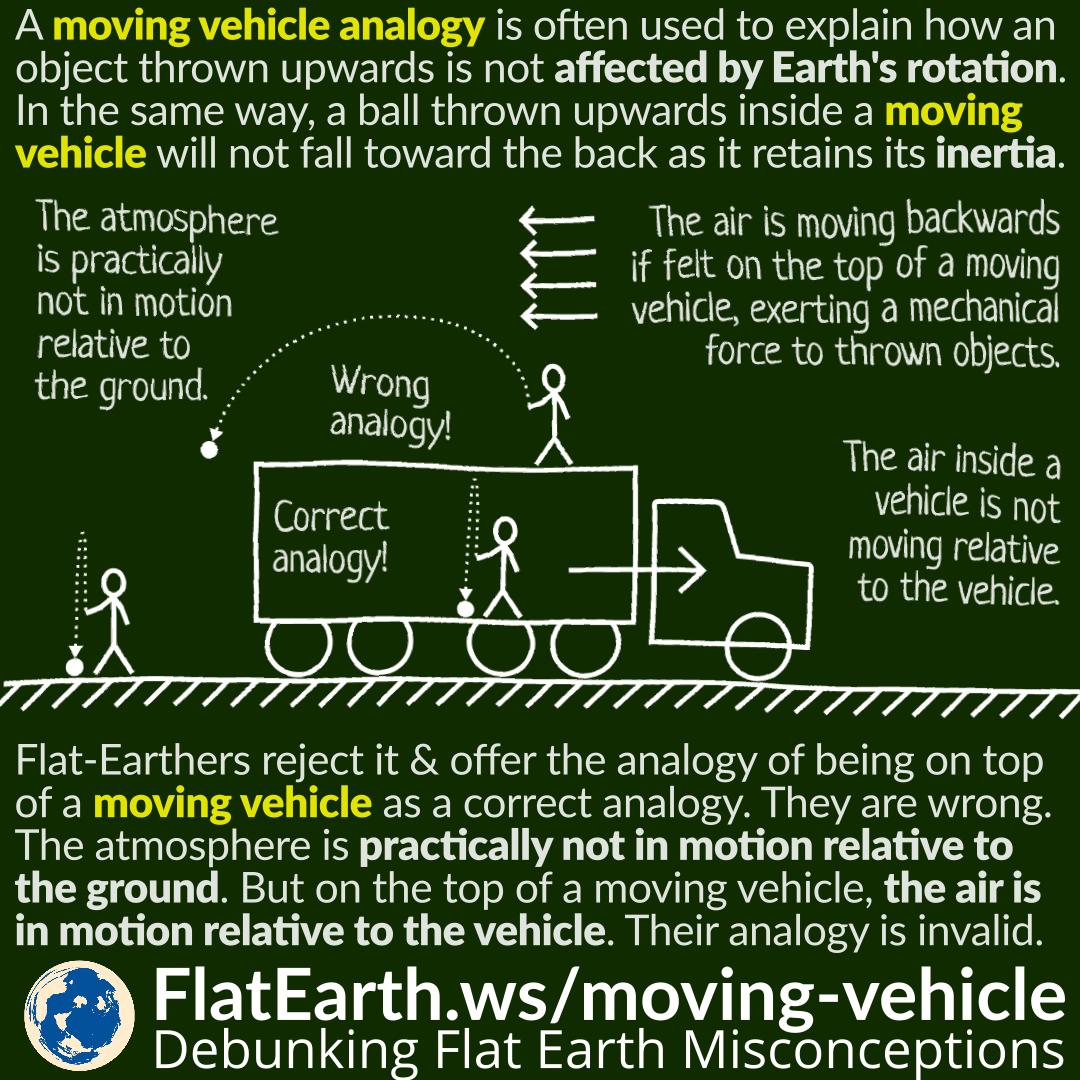 A moving vehicle analogy is often used to explain how an
object thrown upwards is not affected by Earth's rotation.
In the same way, a ball thrown upwards inside a moving
vehicle will not fall toward the back as it retains its inertia.
The atmosphere
is practically
not in motion
relative to
the ground.
The air is moving backwards
if felt on the top of a moving
vehicle, exerting a mechanical
force to thrown objects.
Wrong
analogy!
Correct
analogy!
The air inside a
vehicle is not
moving relative
to the vehicle.
Flat-Earthers reject it & offer the analogy of being on top
of a moving vehicle as a correct analogy. They are wrong.
The atmosphere is practically not in motion relative to
the ground. But on the top of a moving vehicle, the air is
in motion relative to the vehicle. Their analogy is invalid.
FlatEarth.ws/moving-vehicle
Debunking Flat Earth Misconceptions